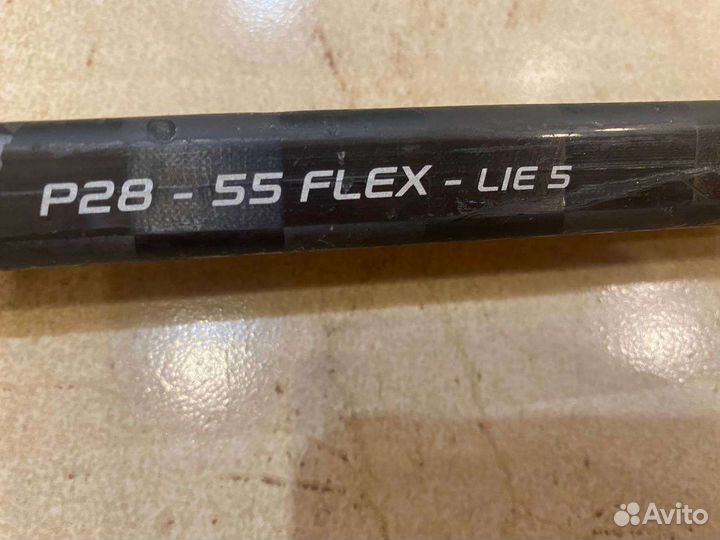 P28 - 55 FLEX - LIE 5
Avito